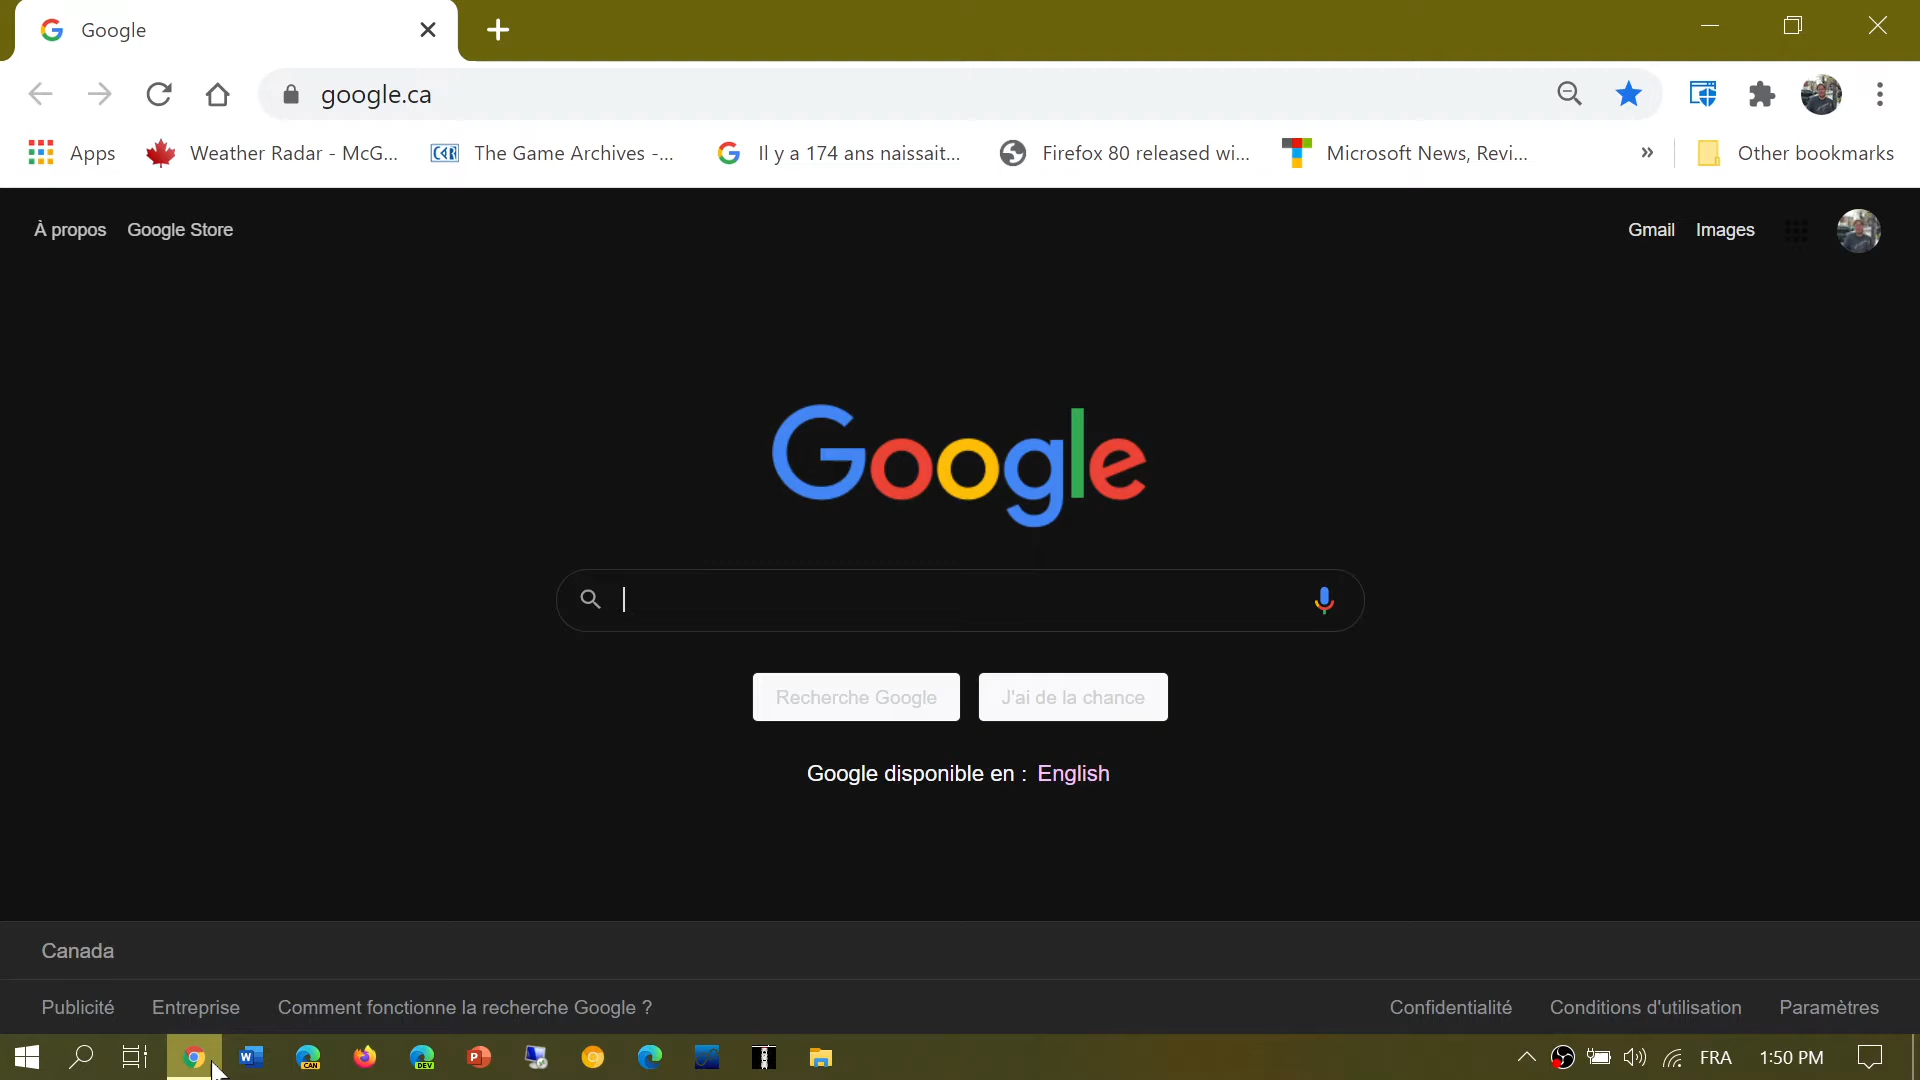 Google
google.ca
Apps
Weather Radar - McG...
The Game Archives -...
Il y a 174 ans naissait...
Firefox 80 released wi...
Microsoft News, Revi...
»
Other bookmarks
À propos
Google Store
Gmail
Images
Google
Recherche Google
J'ai de la chance
Google disponible en : English
Canada
Publicité
Entreprise
Comment fonctionne la recherche Google ?
Confidentialité
Conditions d'utilisation
Paramètres
W
CAN
DEV
P
FRA
1:50 PM